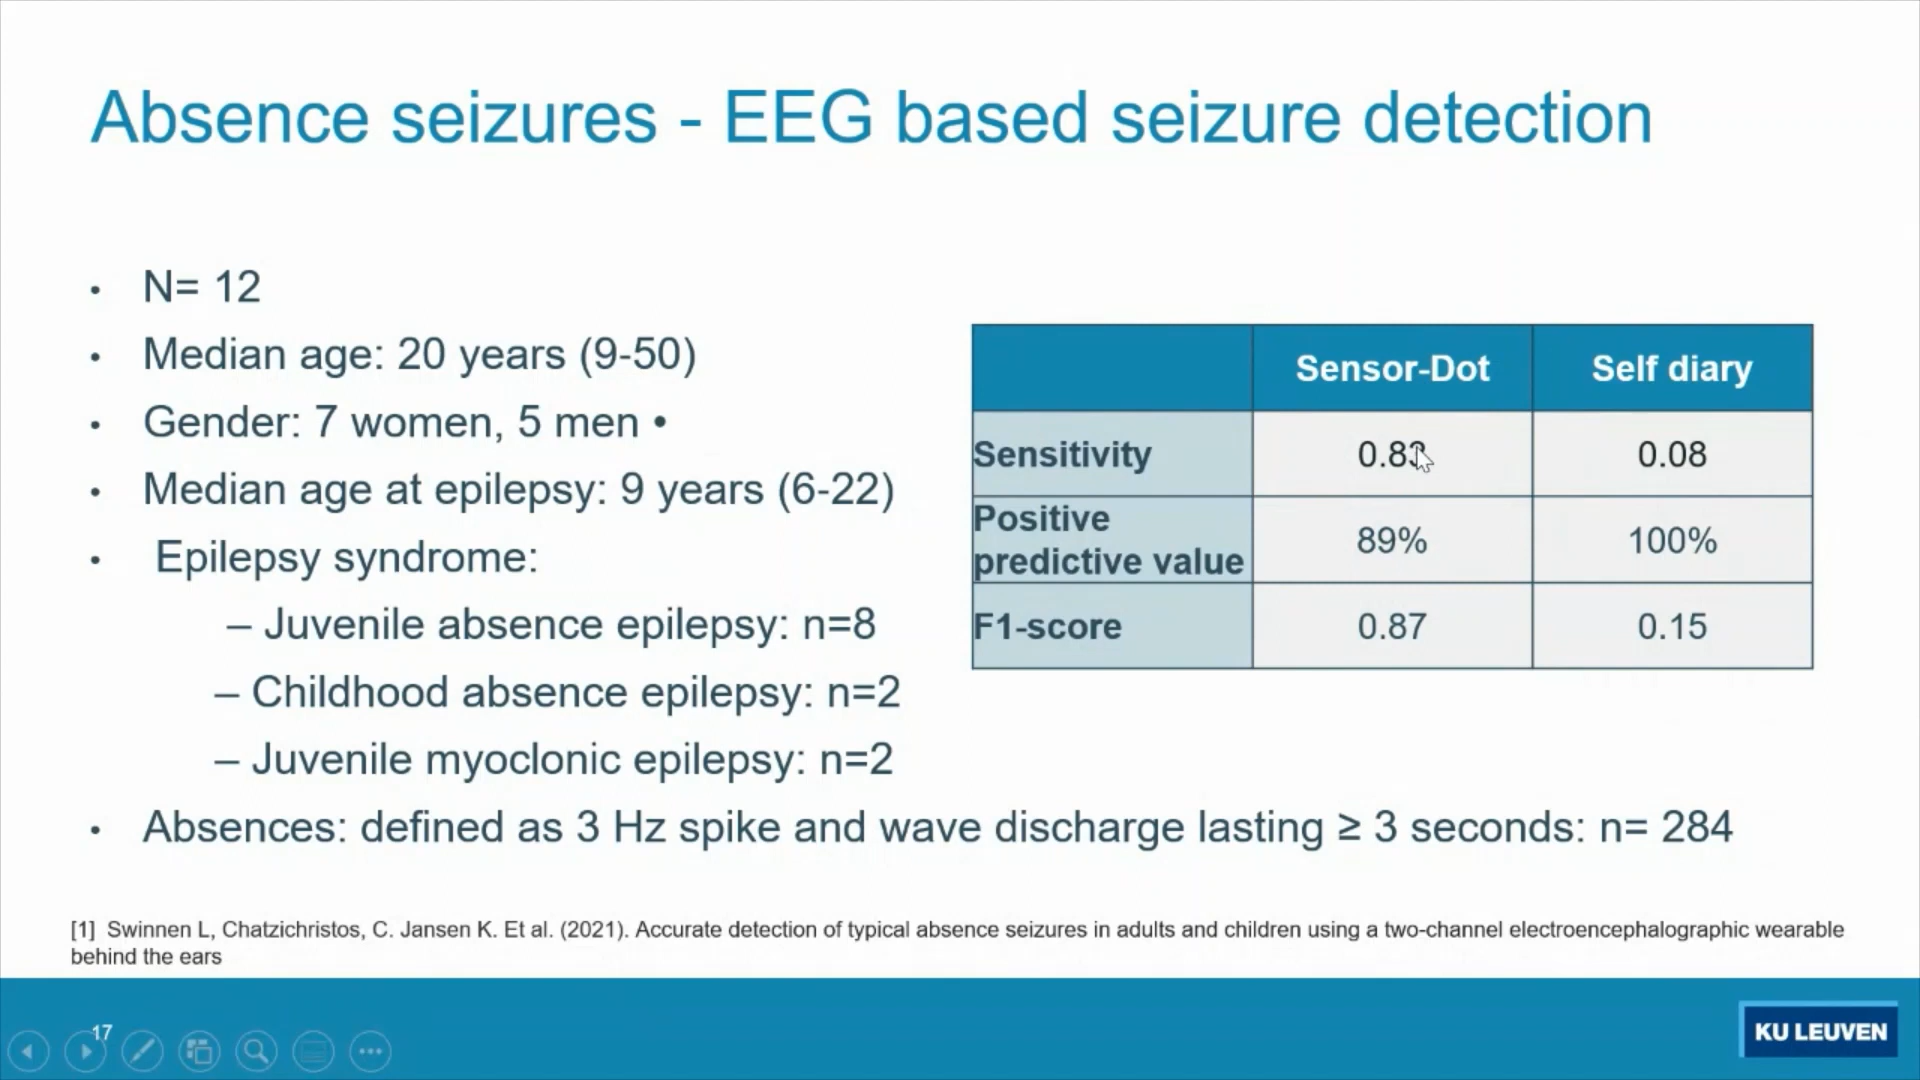 Absence seizures - EEG based seizure detection
• N= 12
• Median age: 20 years (9-50)
• Gender: 7 women, 5 men •
• Median age at epilepsy: 9 years (6-22)
• Epilepsy syndrome:
– Juvenile absence epilepsy: n=8
– Childhood absence epilepsy: n=2
– Juvenile myoclonic epilepsy: n=2
• Absences: defined as 3 Hz spike and wave discharge lasting ≥ 3 seconds: n= 284
Sensor-Dot Self diary
Sensitivity 0.08
Positive
predictive value 89% 100%
F1-score 0.87 0.15
[1] Swinnen L, Chatzichristos, C. Jansen K. Et al. (2021). Accurate detection of typical absence seizures in adults and children using a two-channel electroencephalographic wearable
behind the ears
17
KU LEUVEN